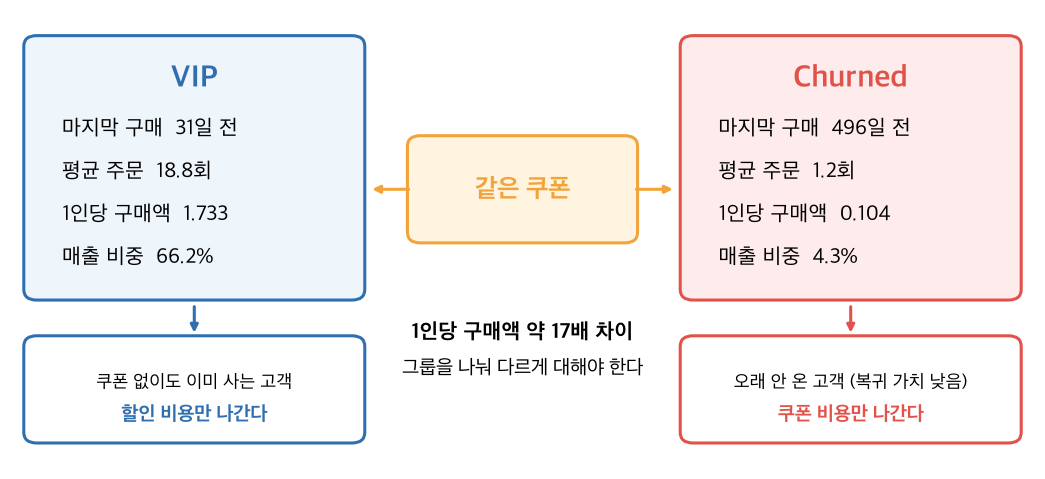 VIP
마지막 구매 31일 전
평균 주문 18.8회
1인당 구매액 1.733
매출 비중 66.2%
쿠폰 없이도 이미 사는 고객
할인 비용만 나간다
같은 쿠폰
1인당 구매액 약 17배 차이
그룹을 나눠 다르게 대해야 한다
Churned
마지막 구매 496일 전
평균 주문 1.2회
1인당 구매액 0.104
매출 비중 4.3%
오래 안 온 고객 (복귀 가치 낮음)
쿠폰 비용만 나간다